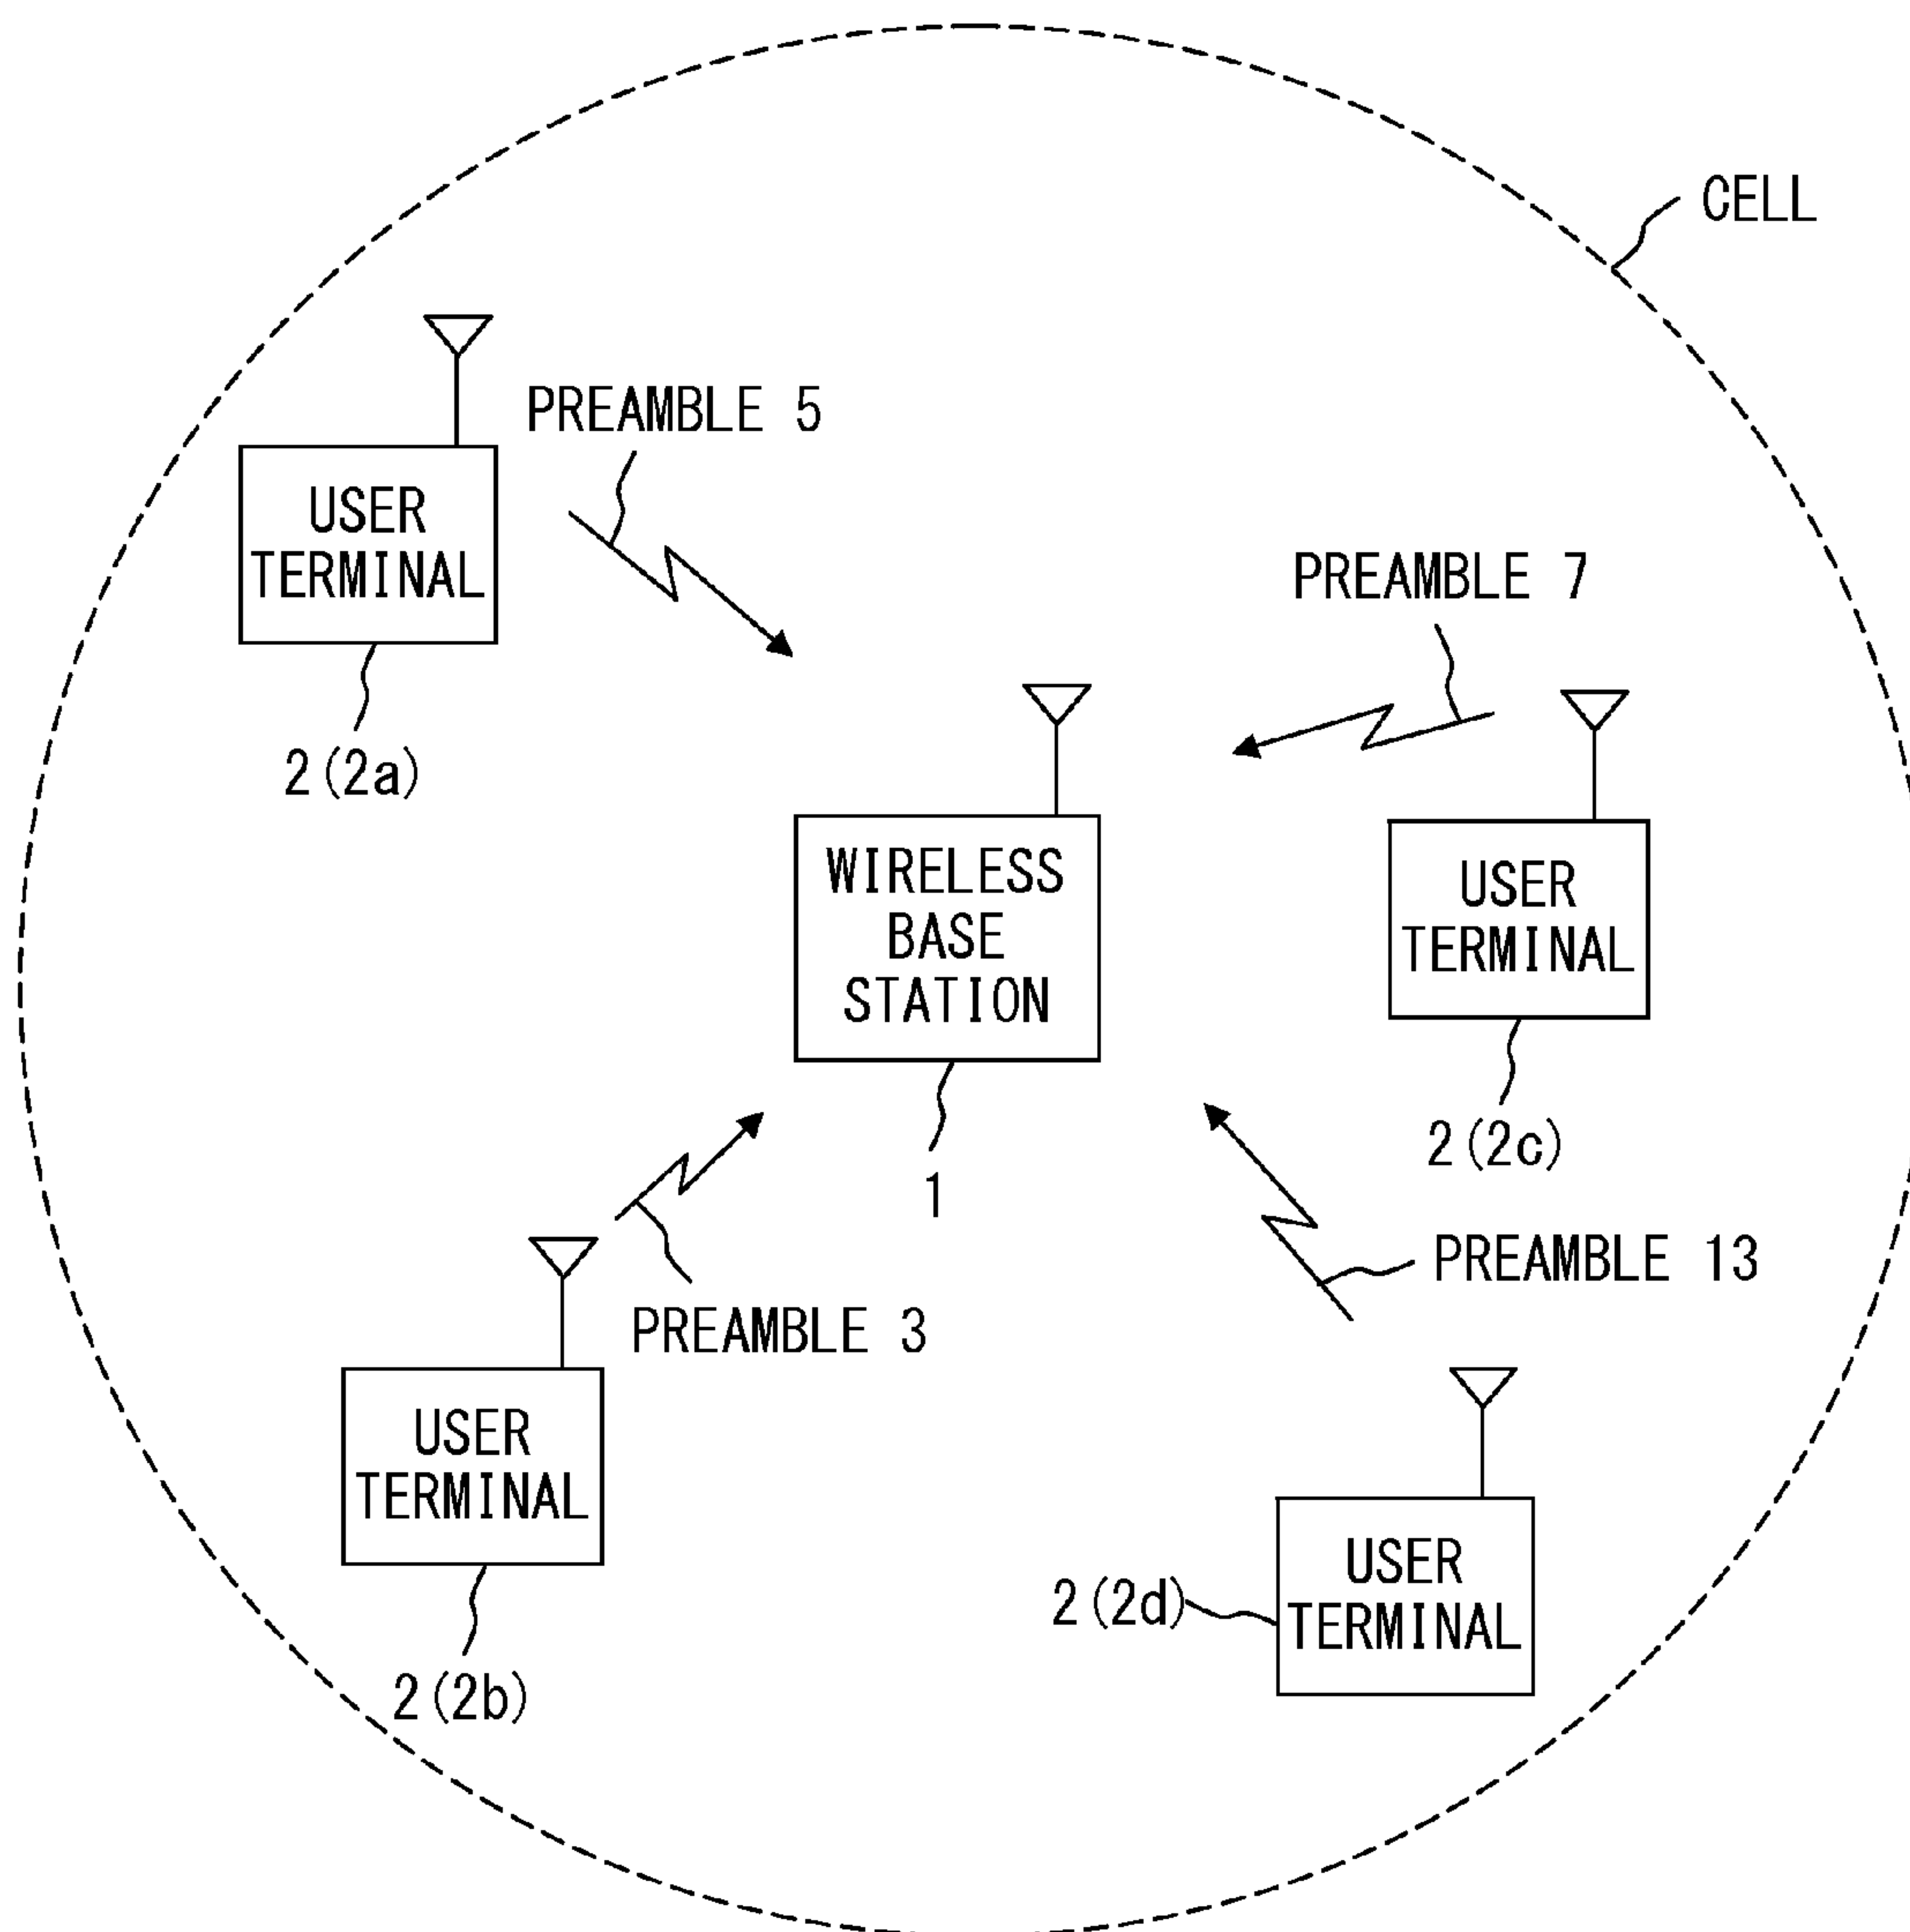 CELL
PREAMBLE 5
USER
TERMINAL
2(2a)
PREAMBLE 7
WIRELESS
BASE
STATION
1
USER
TERMINAL
2(2c)
PREAMBLE 3
PREAMBLE 13
USER
TERMINAL
2(2b)
2(2d)
USER
TERMINAL